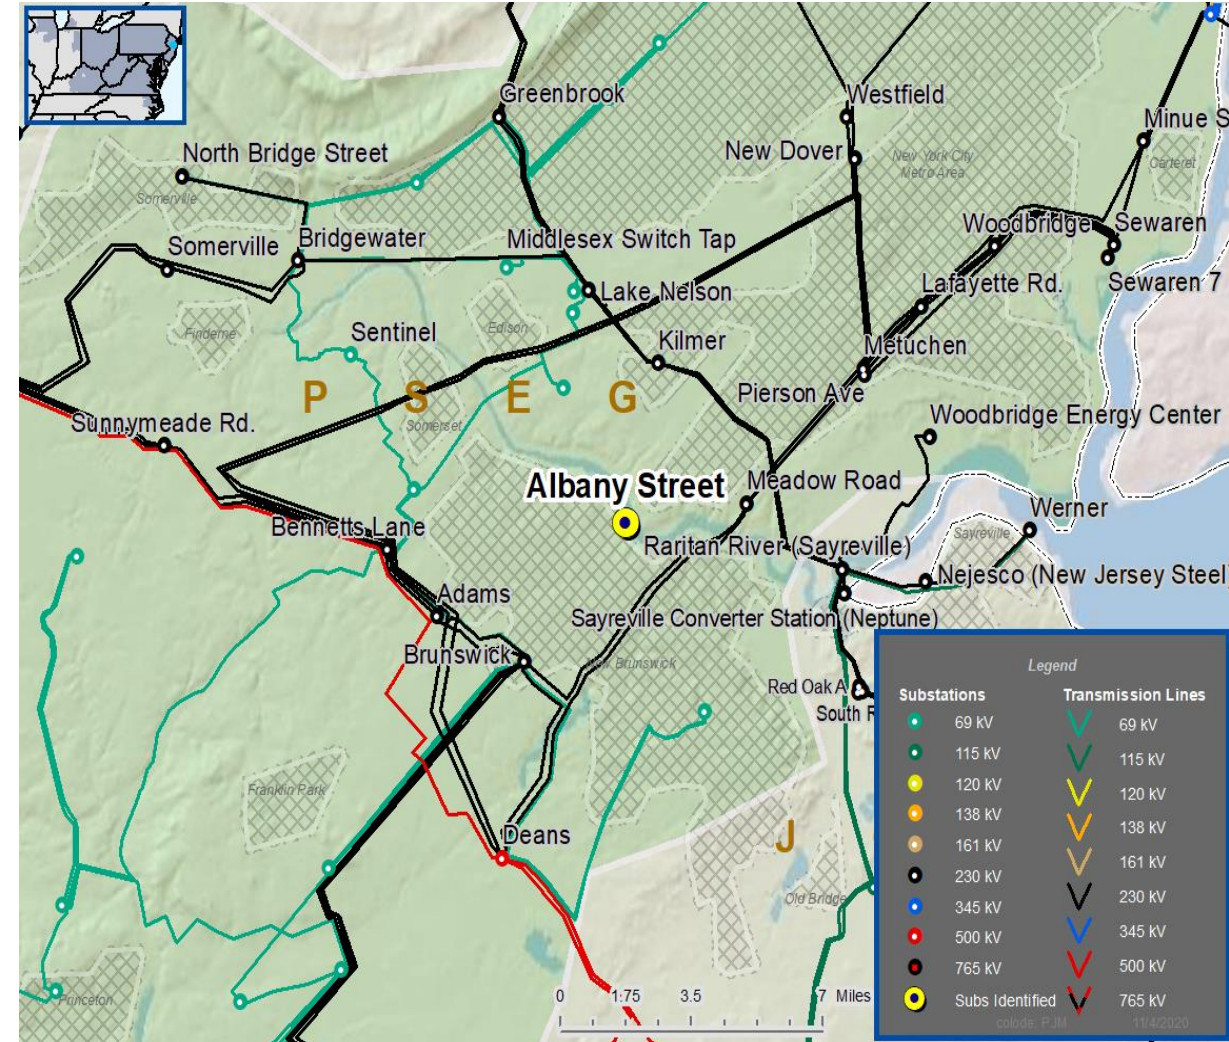 Greenbrook
Westfield
Minue S
North Bridge Street
New Dover
New York City
Metro Area
Carteret
Somerville
Somerville
Bridgewater
Middlesex Switch Tap
Woodbridge
Sewaren
Lake Nelson
Lafayette Rd.
Sewaren 7
Finderne
Sentinel
Edison
Kilmer
Metuchen
P S E G
Pierson Ave
Sunnymeade Rd.
Somerset
Woodbridge Energy Center
Albany Street
Meadow Road
Werner
Bennetts Lane
Raritan River (Sayreville)
Sayreville
Nejesco (New Jersey Steel)
Adams
Sayreville Converter Station (Neptune)
Brunswick
New Brunswick
Red Oak A
South R
Franklin Park
Deans
J
Old Bridge
Princeton
0 1.75 3.5 7 Miles
Legend
Substations Transmission Lines
69 kV 69 kV
115 kV 115 kV
120 kV 120 kV
138 kV 138 kV
161 kV 161 kV
230 kV 230 kV
345 kV 345 kV
500 kV 500 kV
765 kV 765 kV
Subs Identified
colode; PJM 11/4/2020